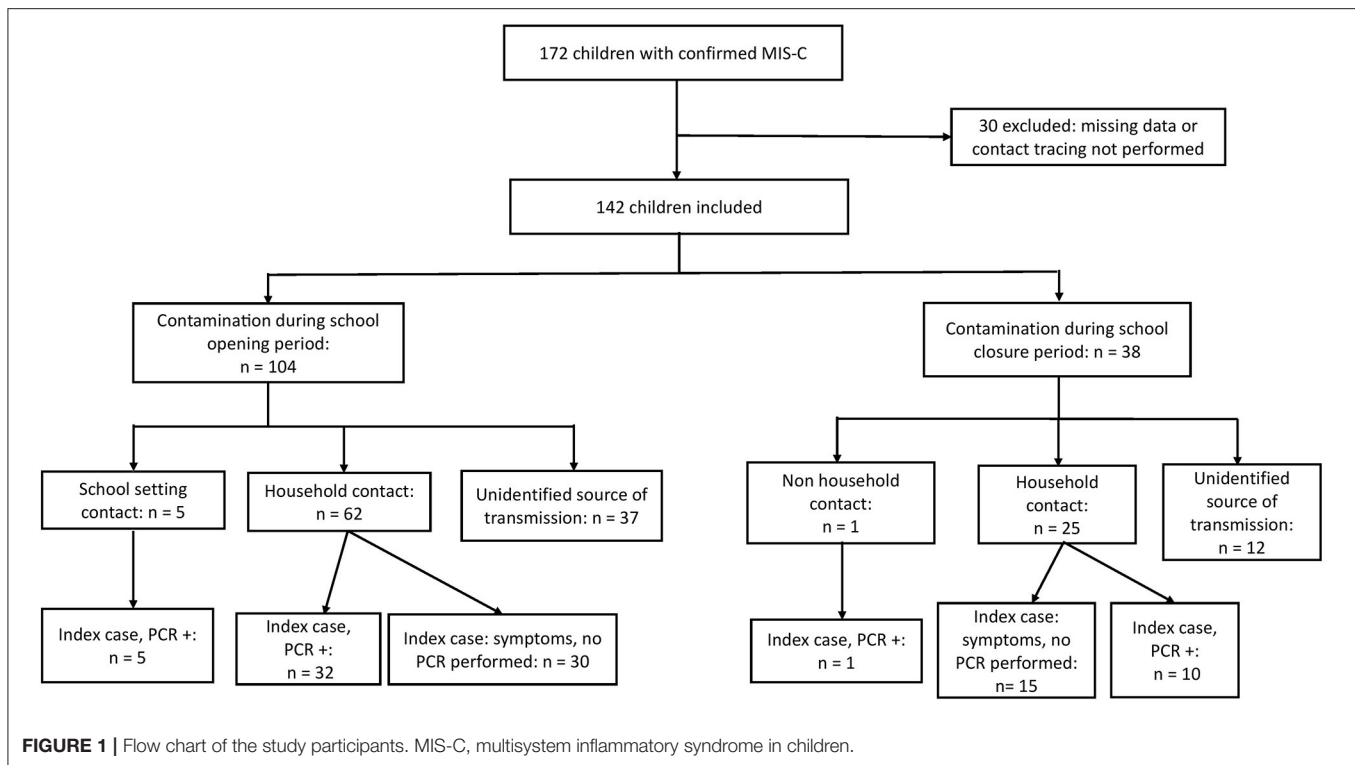 172 children with confirmed MIS-C
30 excluded: missing data or
contact tracing not performed
142 children included
Contamination during school
opening period:
n = 104
Contamination during school
closure period: n = 38
School setting
contact: n = 5
Household contact:
n = 62
Unidentified source of
transmission: n = 37
Non household
contact:
n = 1
Household
contact:
n = 25
Unidentified
source of
transmission:
n = 12
Index case, PCR +:
n = 5
Index case,
PCR +:
n = 32
Index case: symptoms, no
PCR performed: n = 30
Index case, PCR +:
n = 1
Index case:
symptoms, no
PCR performed:
n= 15
Index case,
PCR +:
n = 10
FIGURE 1 | Flow chart of the study participants. MIS-C, multisystem inflammatory syndrome in children.